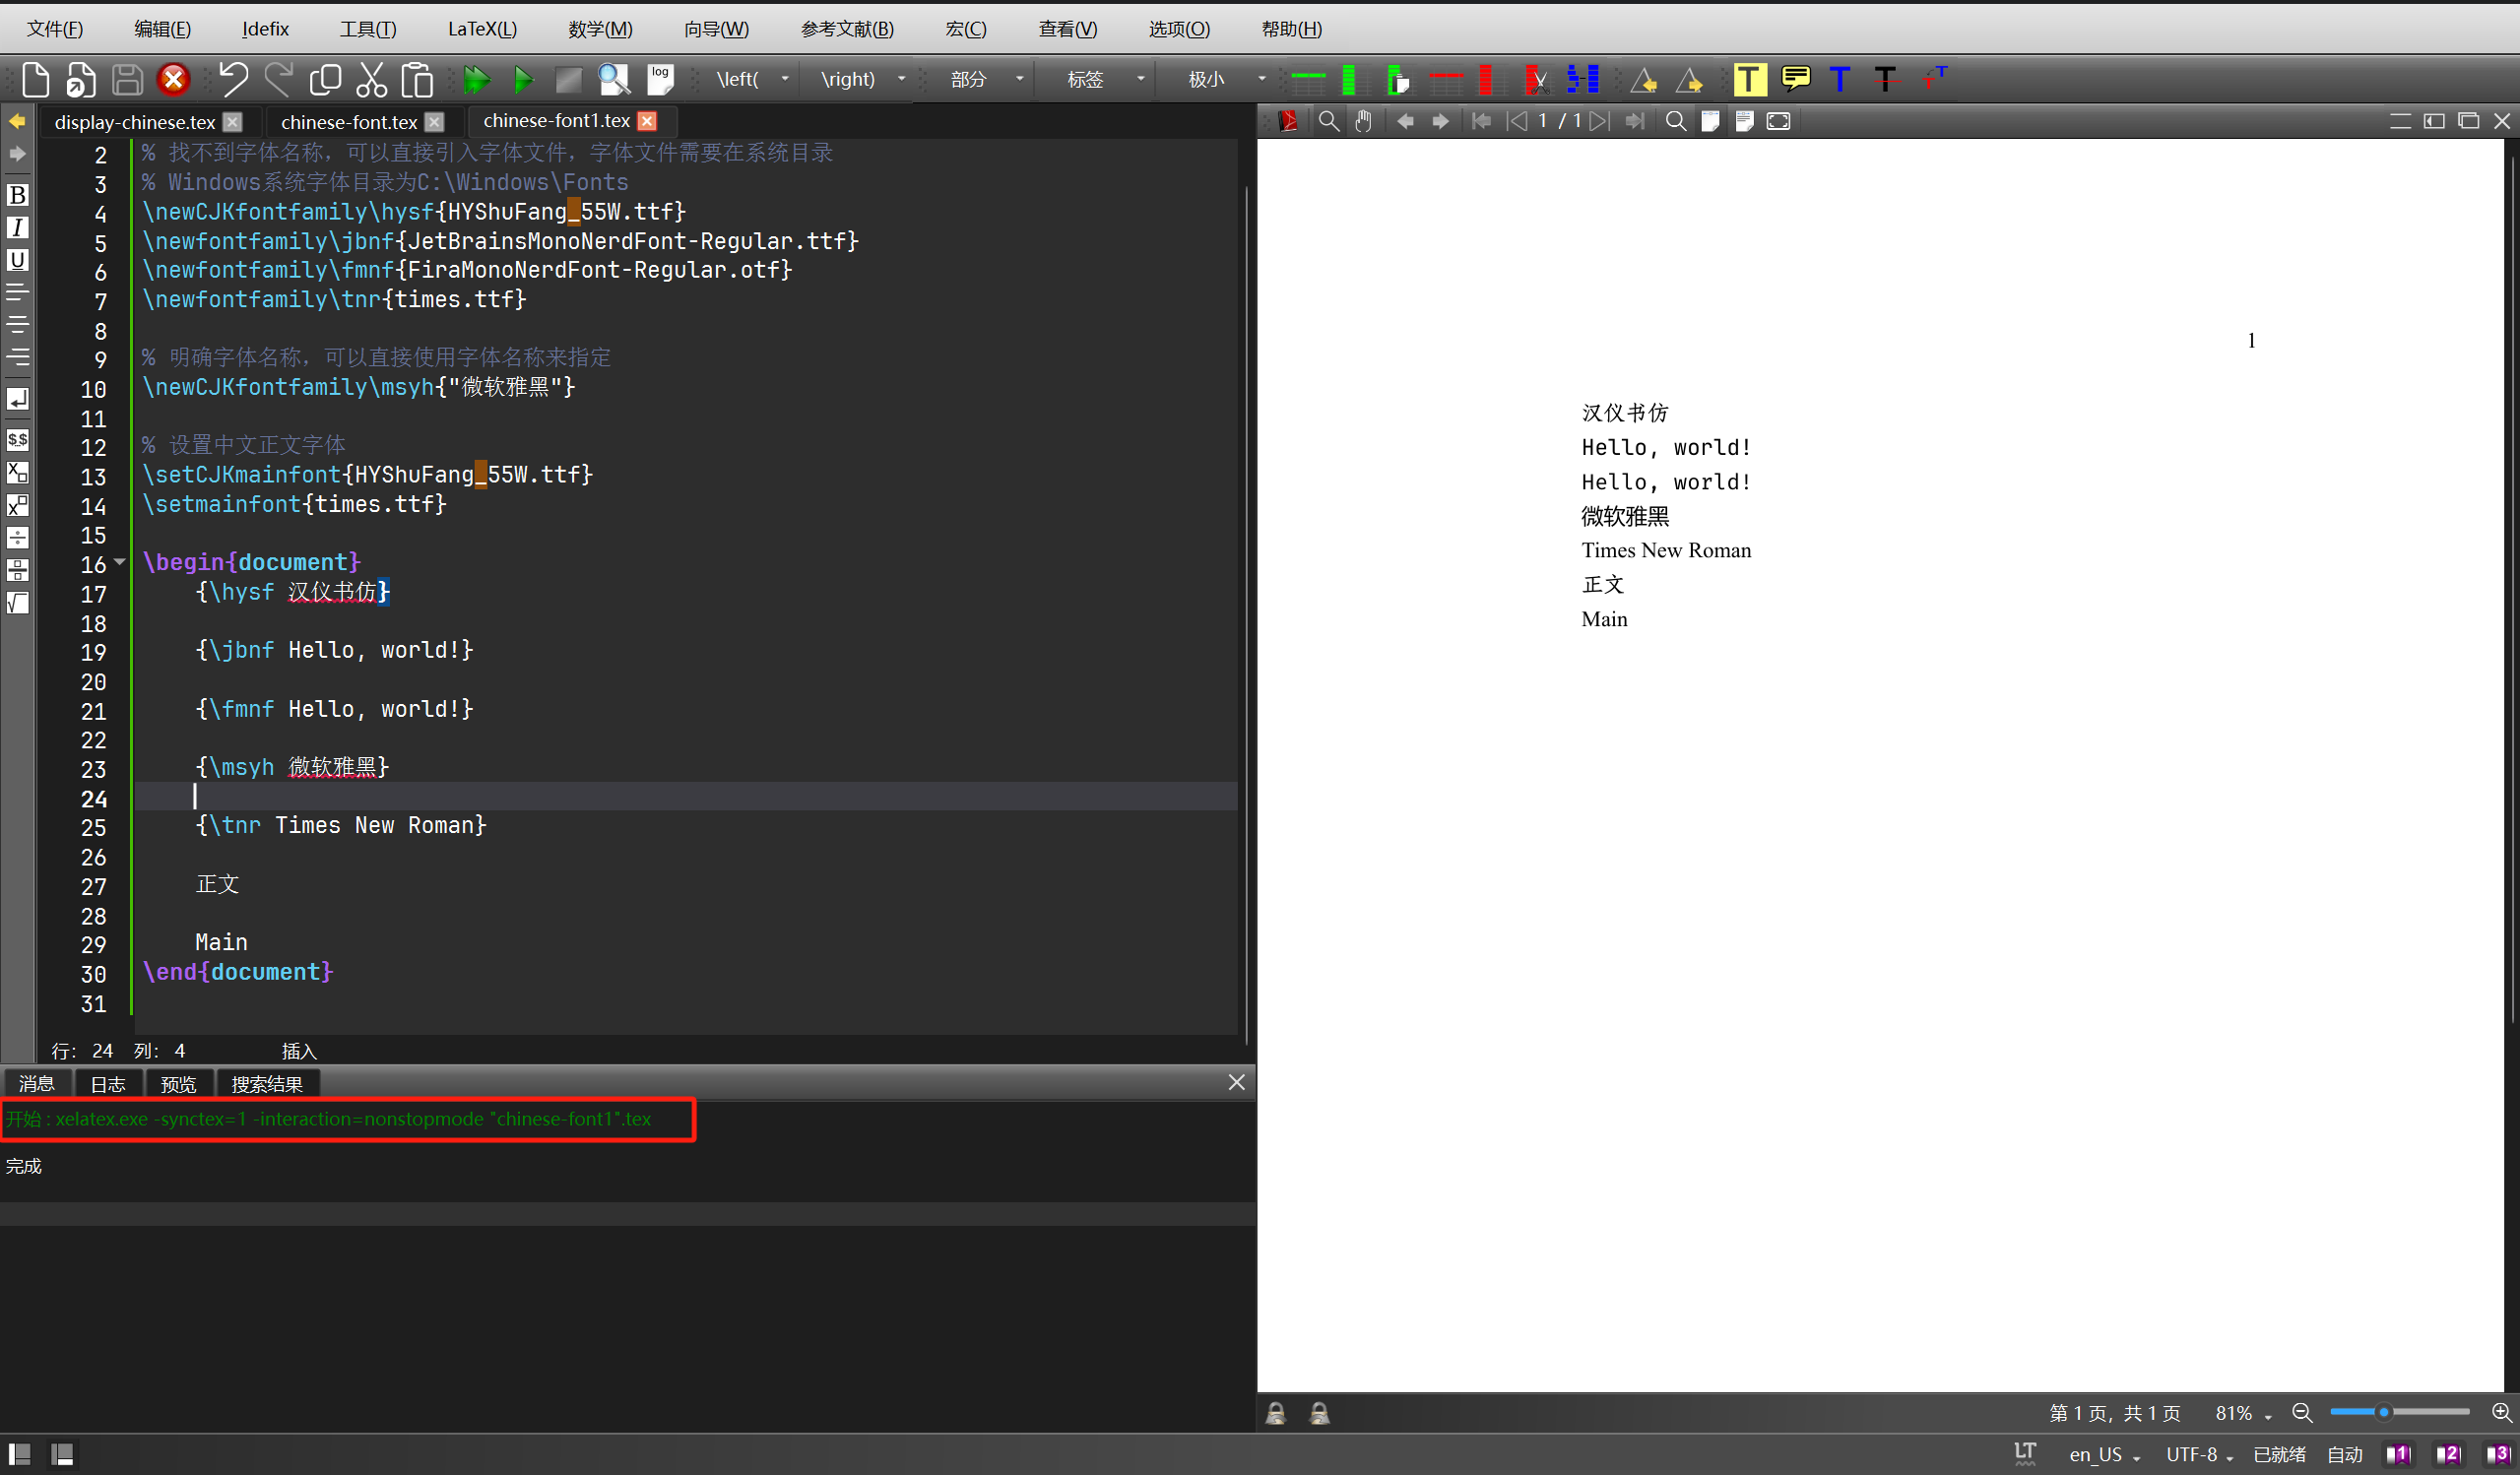 文件(F) 编辑(E) Idefix 工具(T) LaTeX(L) 数学(M) 向导(W) 参考文献(B) 宏(C) 查看(V) 选项(O) 帮助(H)
log \left( \right) 部分 标签 极小 T T T T
display-chinese.tex chinese-font.tex chinese-font1.tex 1 / 1
2 % 找不到字体名称，可以直接引入字体文件，字体文件需要在系统目录
3 % Windows系统字体目录为C:\Windows\Fonts
4 \newCJKfontfamily\hysf{HYShuFang_55W.ttf}
5 \newfontfamily\jbnf{JetBrainsMonoNerdFont-Regular.ttf}
6 \newfontfamily\fmnf{FiraMonoNerdFont-Regular.otf}
7 \newfontfamily\tnr{times.ttf}
8
9 % 明确字体名称，可以直接使用字体名称来指定
10 \newCJKfontfamily\msyh{"微软雅黑"}
11
12 % 设置中文正文字体
13 \setCJKmainfont{HYShuFang_55W.ttf}
14 \setmainfont{times.ttf}
15
16 \begin{document}
17 {\hysf 汉仪书仿}
18
19 {\jbnf Hello, world!}
20
21 {\fmnf Hello, world!}
22
23 {\msyh 微软雅黑}
24
25 {\tnr Times New Roman}
26
27 正文
28
29 Main
30 \end{document}
31
行: 24 列: 4 插入
消息 日志 预览 搜索结果
开始 : xelatex.exe -synctex=1 -interaction=nonstopmode "chinese-font1".tex
完成
1
汉仪书仿
Hello, world!
Hello, world!
微软雅黑
Times New Roman
正文
Main
第 1 页，共 1 页 81%
LT en_US UTF-8 已就绪 自动 1 2 3